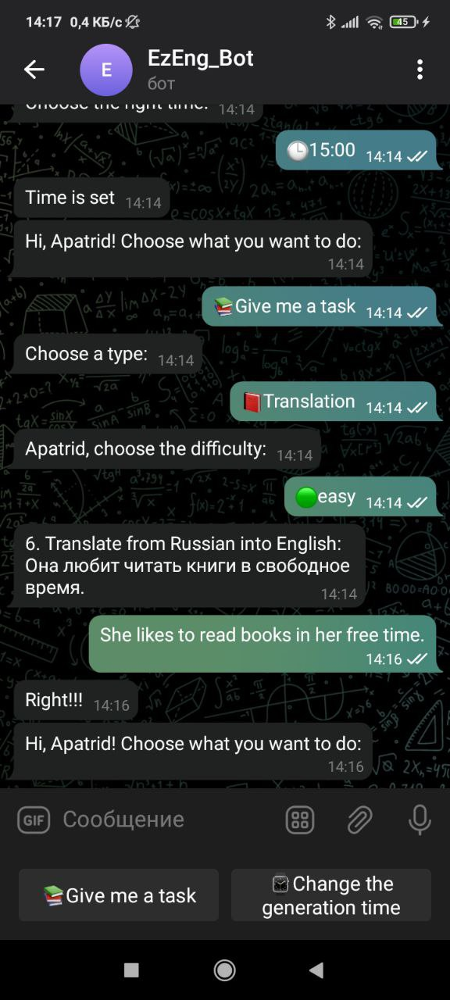 14:17 0,4 КБ/с 45
E EzEng_Bot
бот
Choose the right time. 14:14
15:00 14:14
Time is set 14:14
Hi, Apatrid! Choose what you want to do:
14:14
Give me a task 14:14
Choose a type: 14:14
Translation 14:14
Apatrid, choose the difficulty: 14:14
easy 14:14
6. Translate from Russian into English:
Она любит читать книги в свободное
время. 14:14
She likes to read books in her free time.
14:16
Right!!! 14:16
Hi, Apatrid! Choose what you want to do:
14:16
GIF Сообщение
Give me a task
Change the
generation time